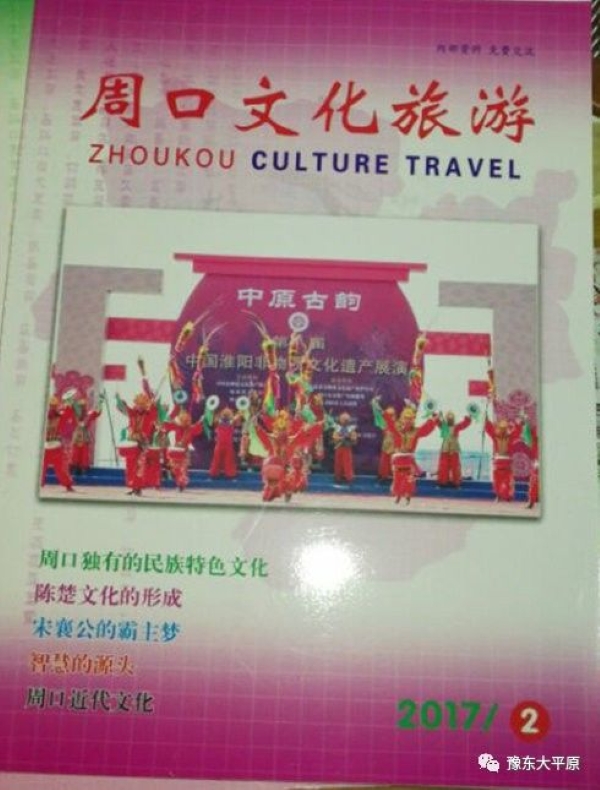 内部资料 免费交流
周口文化旅游
ZHOUKOU CULTURE TRAVEL
中原古韵
中国淮阳非物质文化遗产展演
周口独有的民族特色文化
陈楚文化的形成
宋襄公的霸主梦
智慧的源头
周口近代文化
2017/ 2
豫东大平原